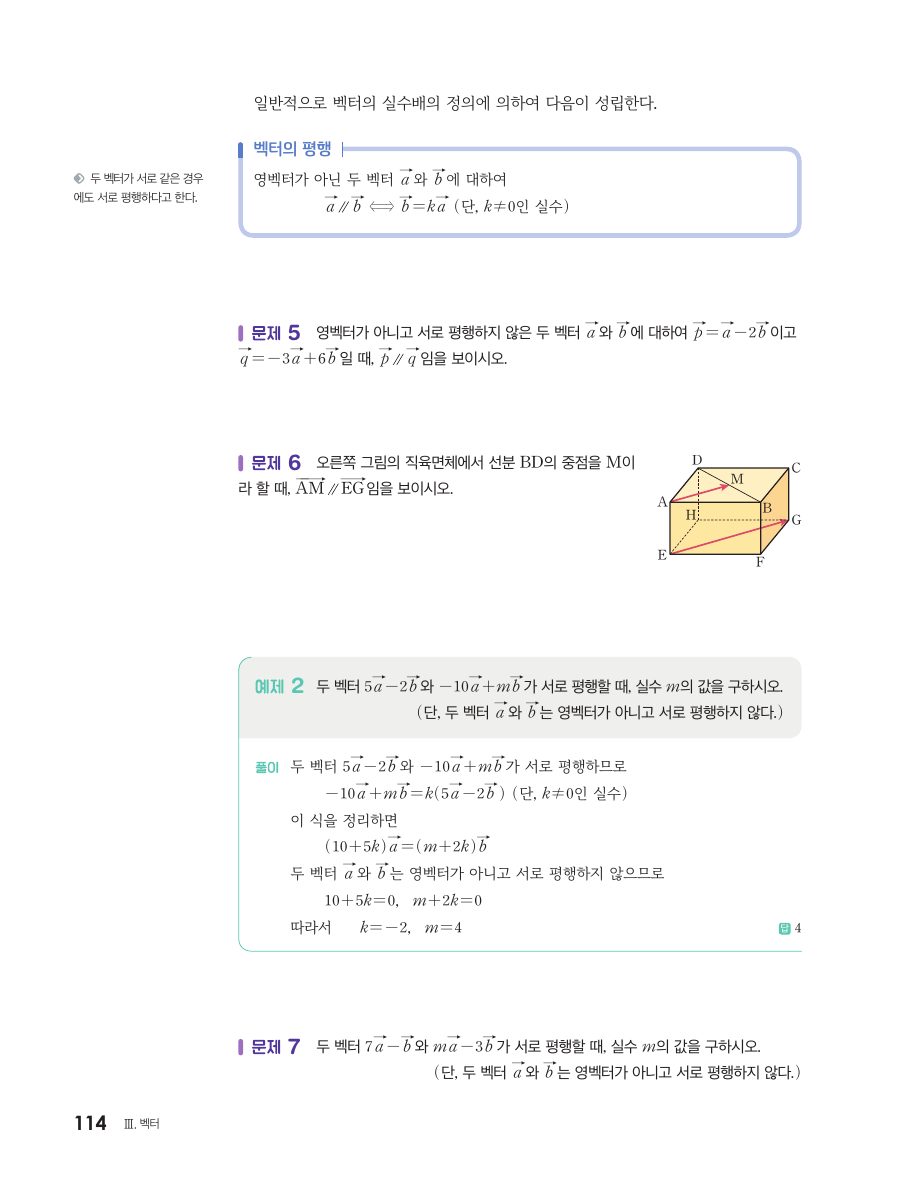 일반적으로 벡터의 실수배의 정의에 의하여 다음이 성립한다.
벡터의 평행
두 벡터가 서로 같은 경우
에도 서로 평행하다고 한다.
영벡터가 아닌 두 벡터 a⃗와 b⃗에 대하여
a⃗ ∥ b⃗ ⟺ b⃗=ka⃗ (단, k≠0인 실수)
문제 5 영벡터가 아니고 서로 평행하지 않은 두 벡터 a⃗와 b⃗에 대하여 p⃗=a⃗-2b⃗이고
q⃗=-3a⃗+6b⃗일 때, p⃗ ∥ q⃗임을 보이시오.
문제 6 오른쪽 그림의 직육면체에서 선분 BD의 중점을 M이
라 할 때, AM⃗ ∥ EG⃗임을 보이시오.
D
C
M
A
B
H
G
E
F
예제 2 두 벡터 5a⃗-2b⃗와 -10a⃗+mb⃗가 서로 평행할 때, 실수 m의 값을 구하시오.
(단, 두 벡터 a⃗와 b⃗는 영벡터가 아니고 서로 평행하지 않다.)
풀이 두 벡터 5a⃗-2b⃗와 -10a⃗+mb⃗가 서로 평행하므로
-10a⃗+mb⃗=k(5a⃗-2b⃗) (단, k≠0인 실수)
이 식을 정리하면
(10+5k)a⃗=(m+2k)b⃗
두 벡터 a⃗와 b⃗는 영벡터가 아니고 서로 평행하지 않으므로
10+5k=0, m+2k=0
따라서 k=-2, m=4 답 4
문제 7 두 벡터 7a⃗-b⃗와 ma⃗-3b⃗가 서로 평행할 때, 실수 m의 값을 구하시오.
(단, 두 벡터 a⃗와 b⃗는 영벡터가 아니고 서로 평행하지 않다.)
114 Ⅲ. 벡터